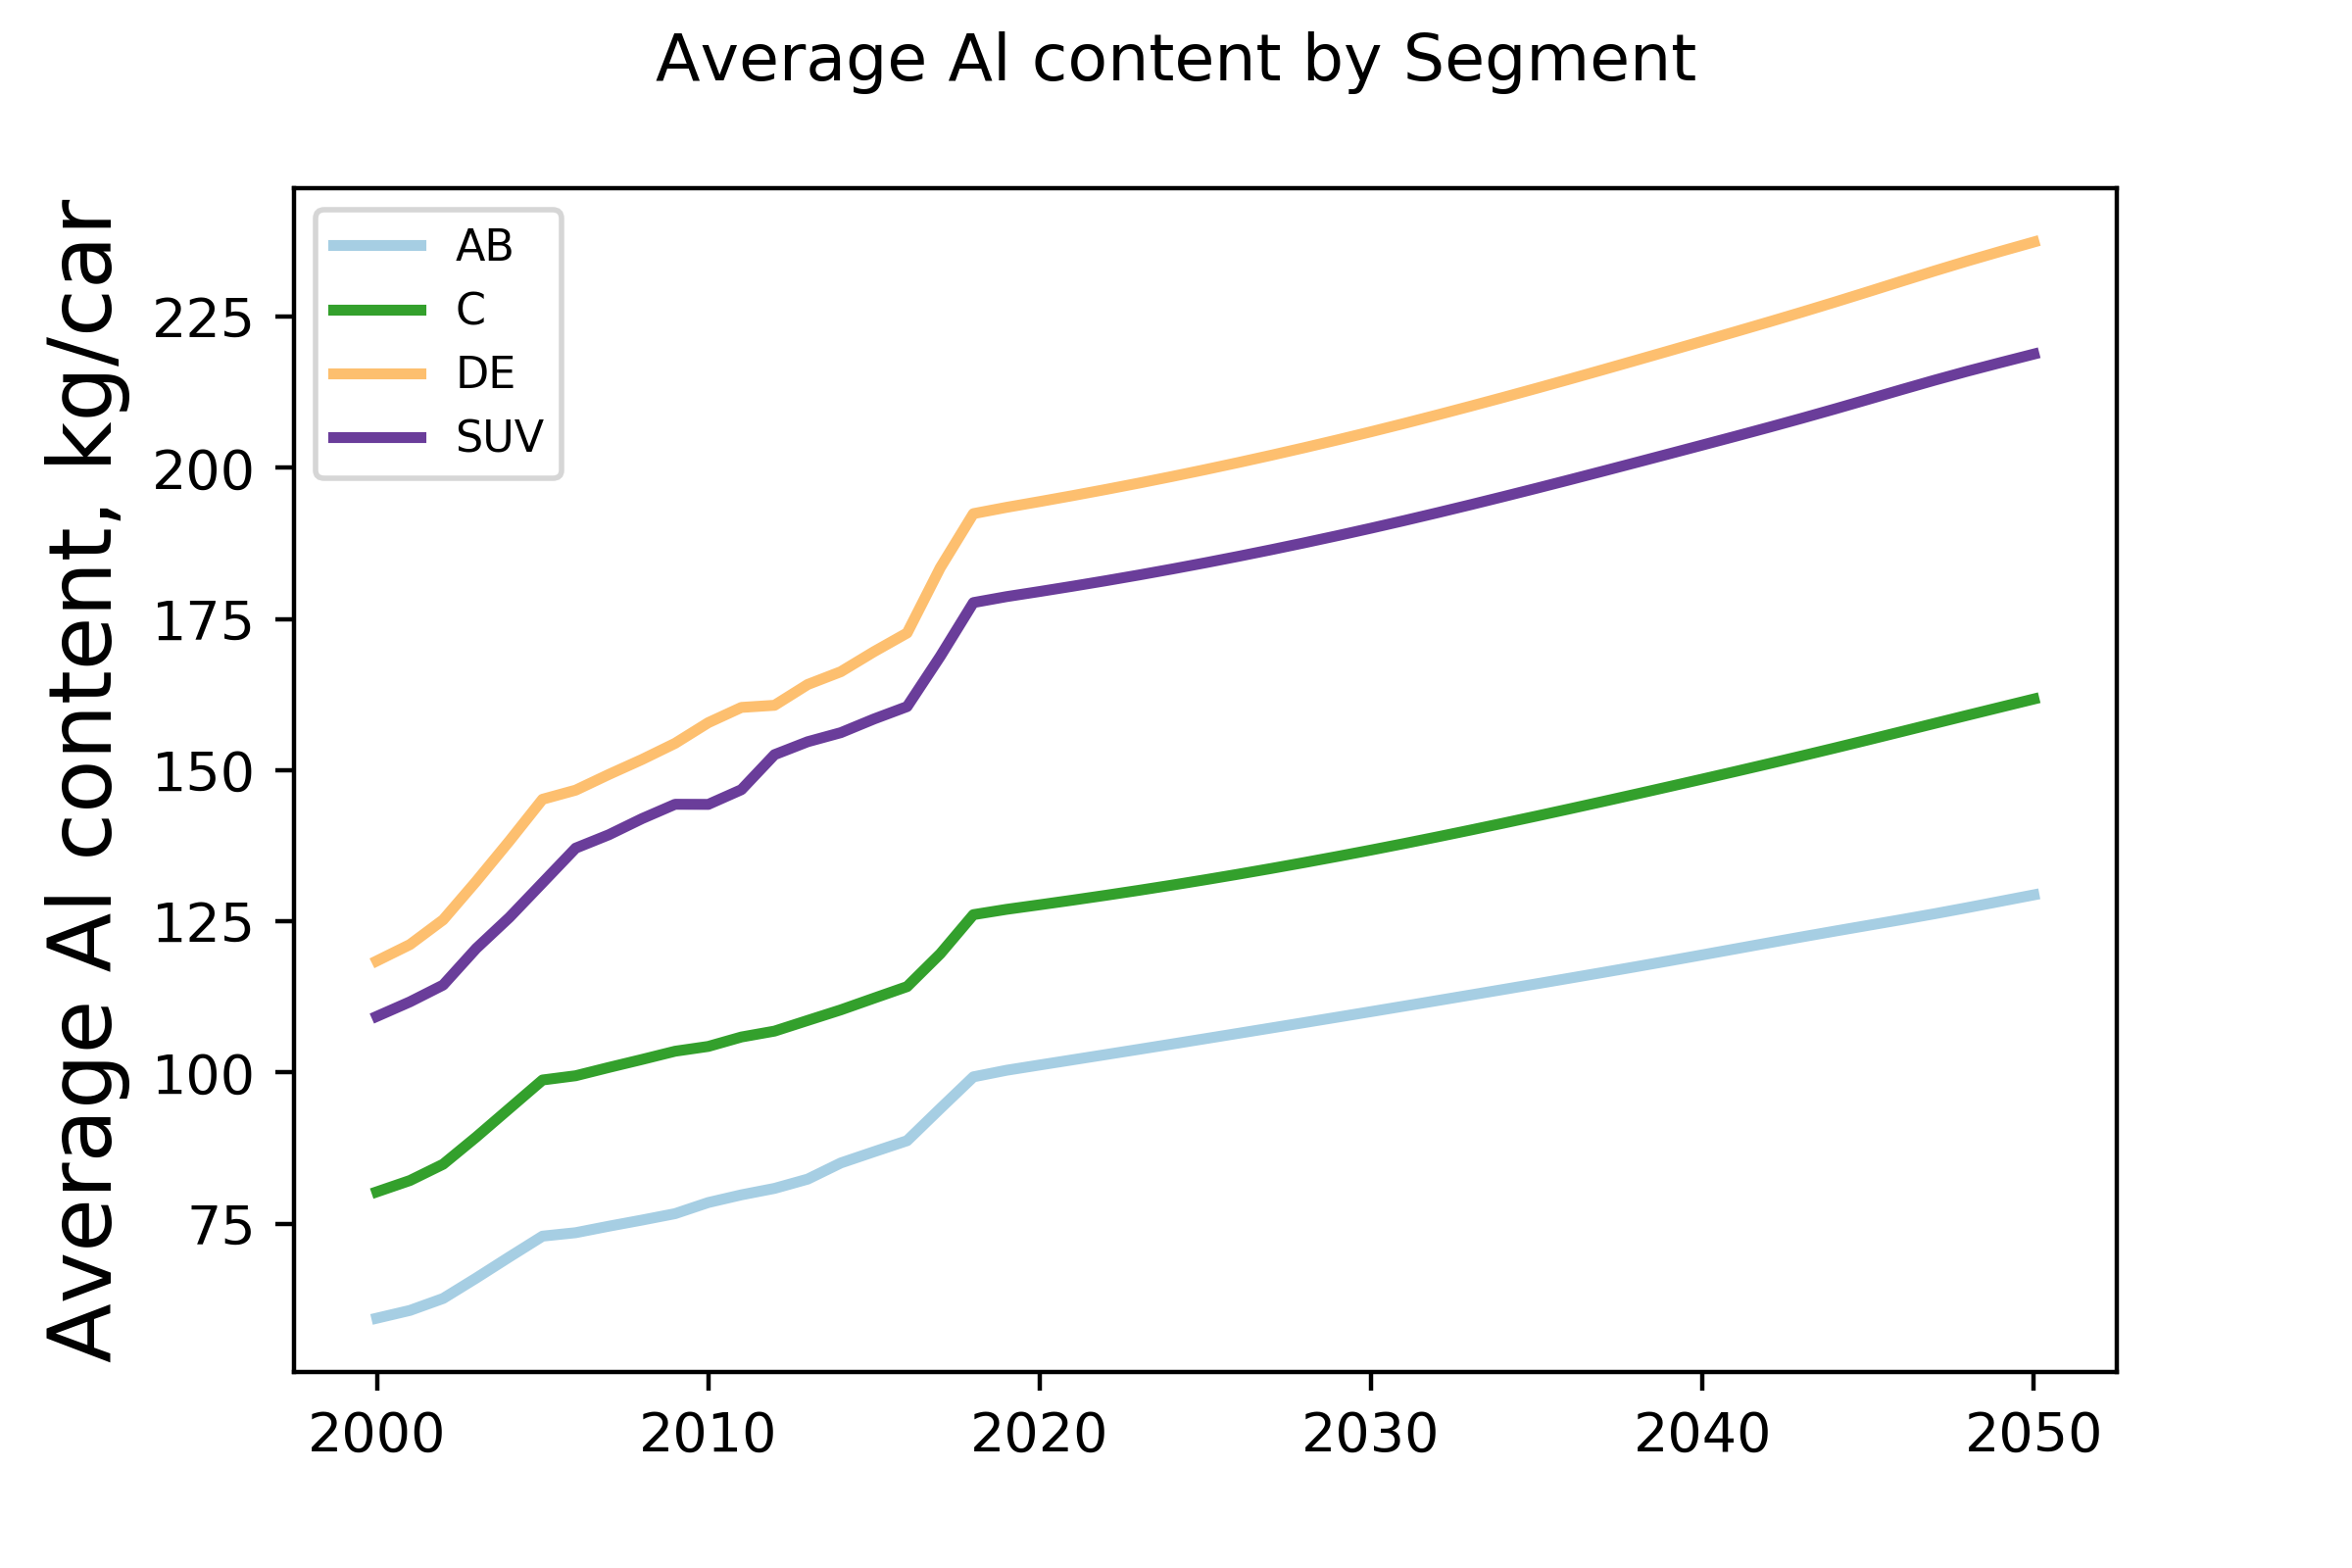 Average Al content by Segment
Average Al content, kg/car
AB
C
DE
SUV
225
200
175
150
125
100
75
2000 2010 2020 2030 2040 2050